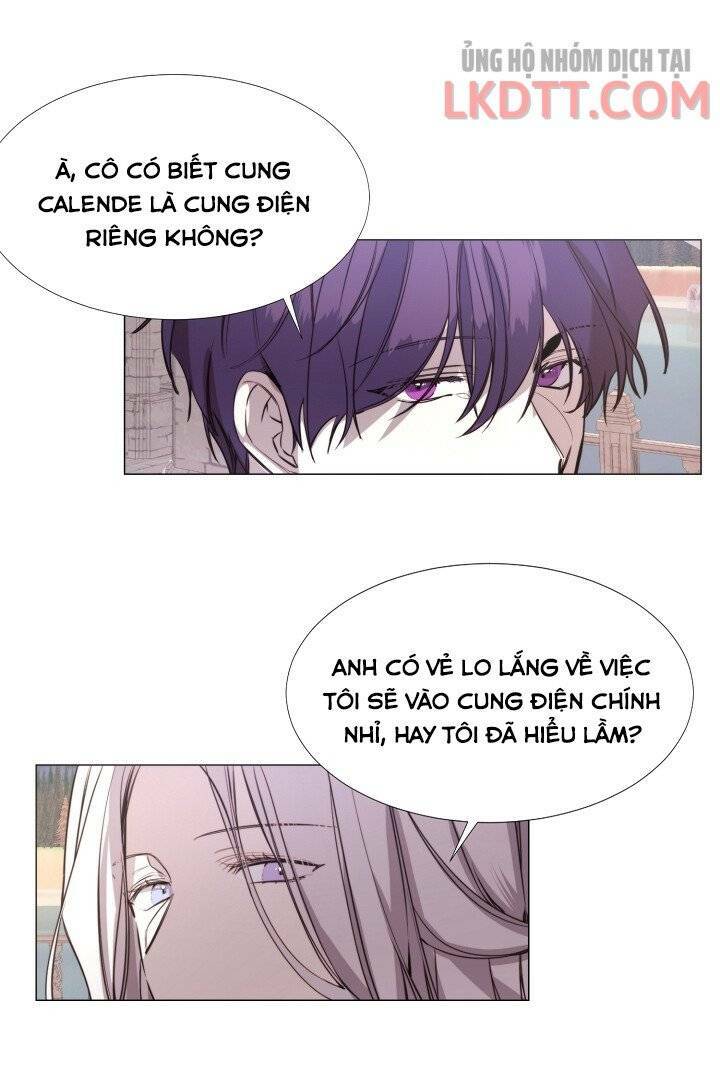 ỦNG HỘ NHÓM DỊCH TẠI
LKDTT.COM
À, CÔ CÓ BIẾT CUNG
CALENDE LÀ CUNG ĐIỆN
RIÊNG KHÔNG?
ANH CÓ VẺ LO LẮNG VỀ VIỆC
TÔI SẼ VÀO CUNG ĐIỆN CHÍNH
NHỈ, HAY TÔI ĐÃ HIỂU LẦM?